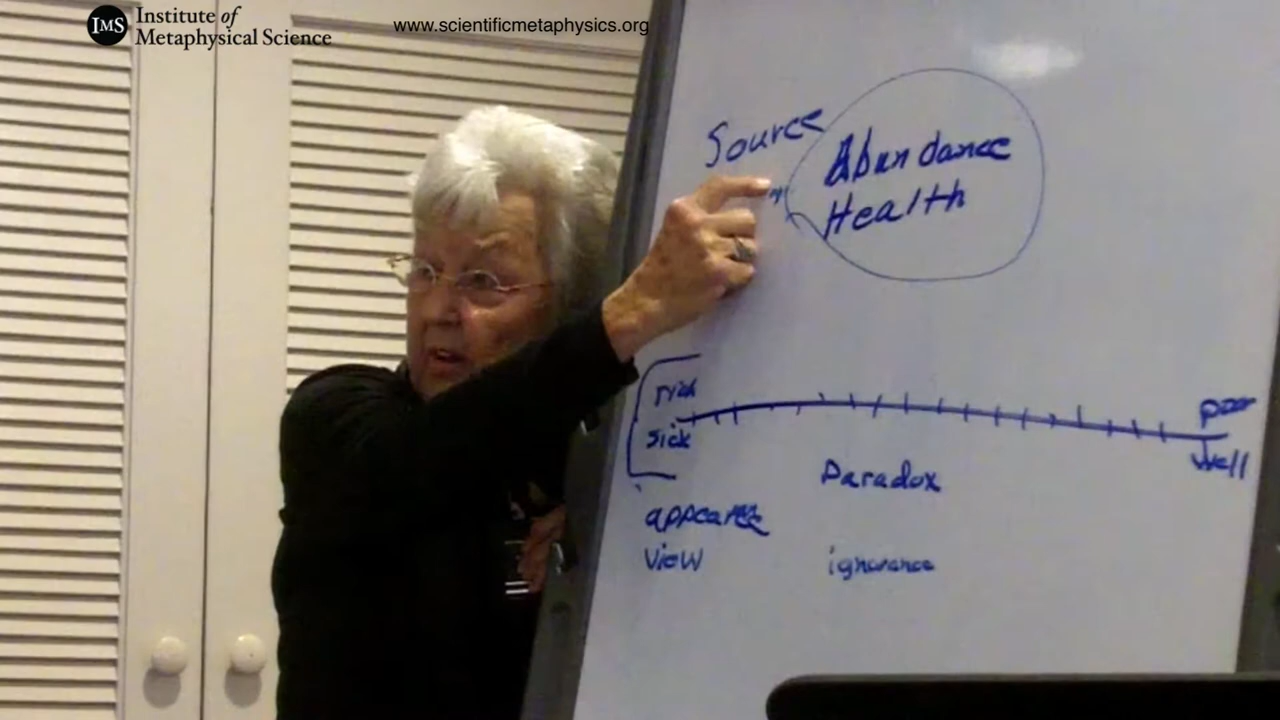 IMS
Institute of
Metaphysical Science
www.scientificmetaphysics.org
Source
Abundance
Health
rich
poor
sick
well
Paradox
appearance
view
ignorance